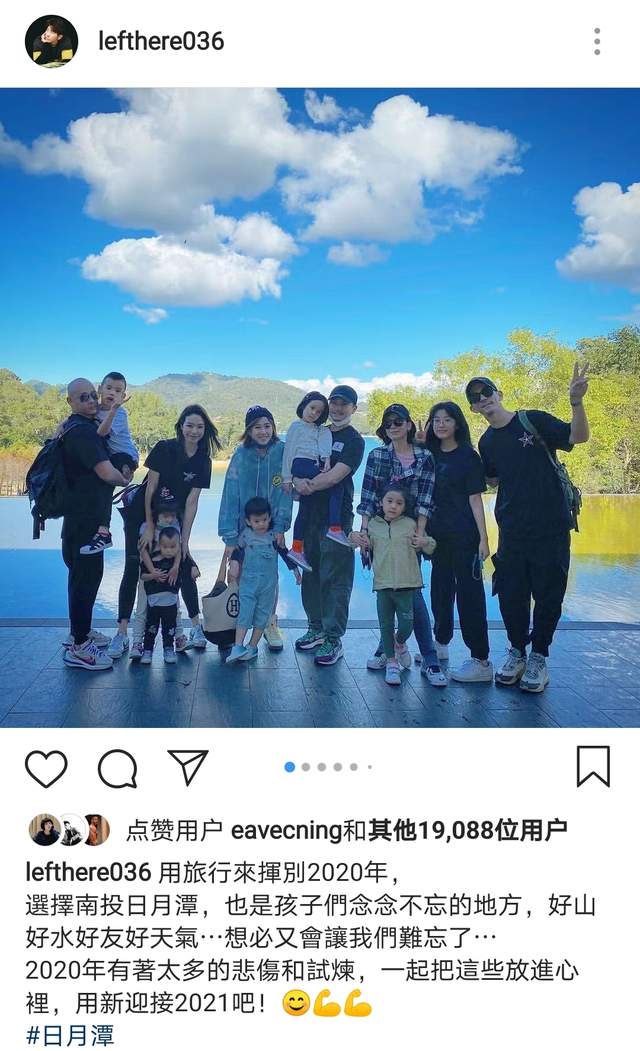 lefthere036
H
点赞用户 eavecning和其他19,088位用户
lefthere036 用旅行來揮別2020年，
選擇南投日月潭，也是孩子們念念不忘的地方，好山
好水好友好天氣⋯想必又會讓我們難忘了⋯
2020年有著太多的悲傷和試煉，一起把這些放進心
裡，用新迎接2021吧！😊💪💪
#日月潭